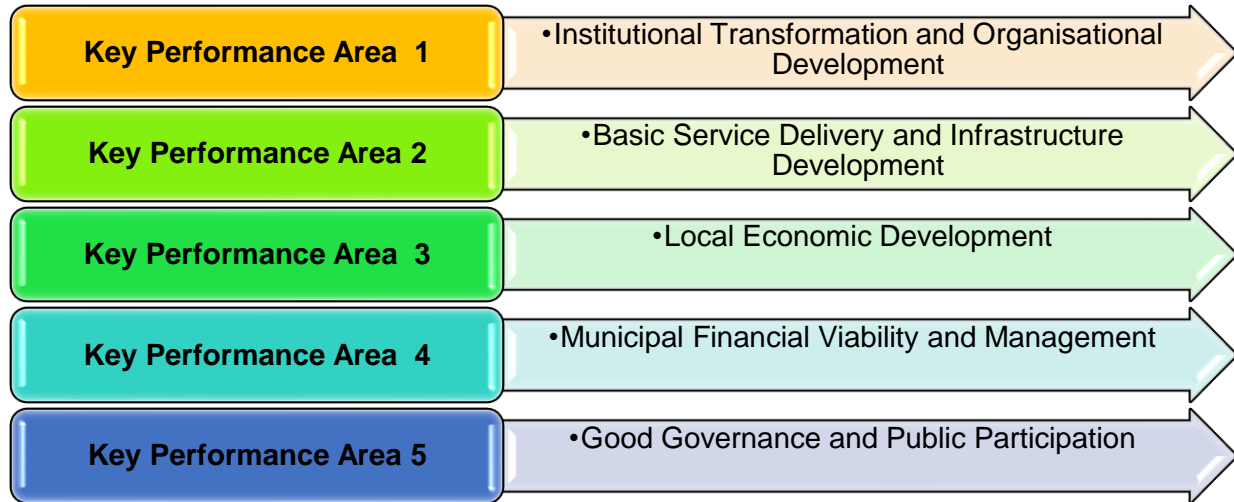 Key Performance Area 1
•Institutional Transformation and Organisational
Development
Key Performance Area 2
•Basic Service Delivery and Infrastructure
Development
Key Performance Area 3
•Local Economic Development
Key Performance Area 4
•Municipal Financial Viability and Management
Key Performance Area 5
•Good Governance and Public Participation